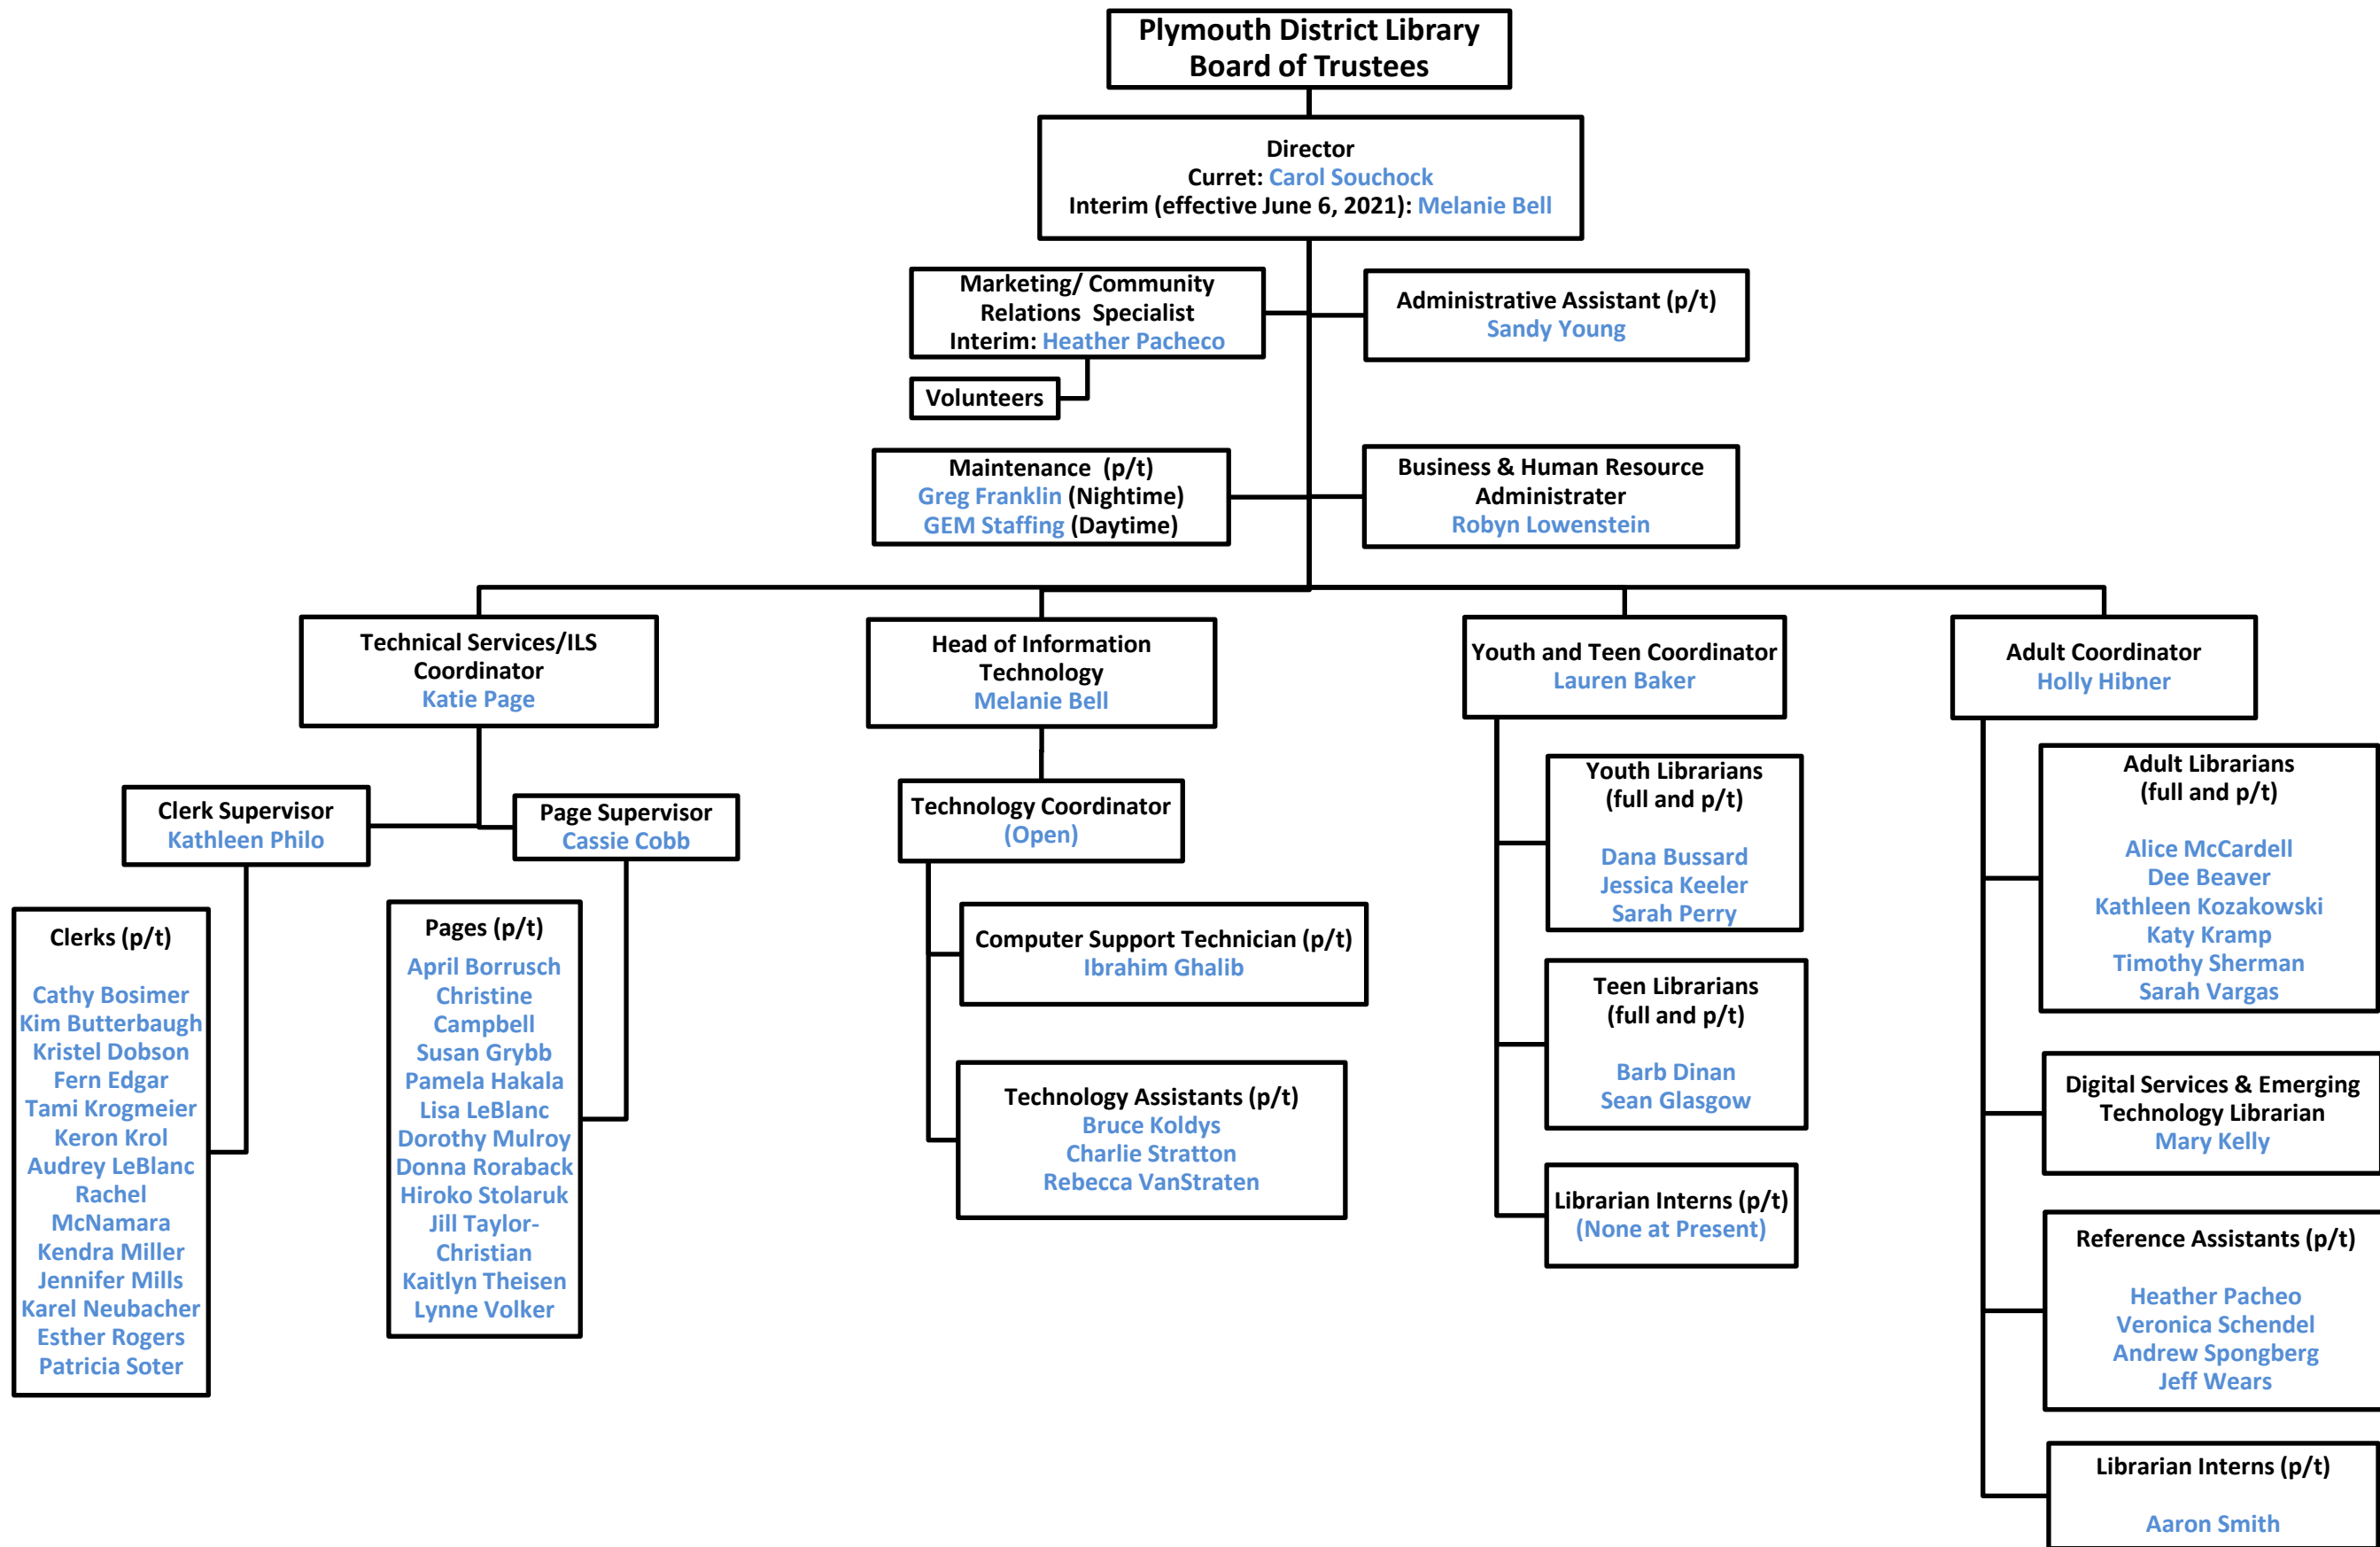 Plymouth District Library
Board of Trustees
Director
Curret: Carol Souchock
Interim (effective June 6, 2021): Melanie Bell
Marketing/ Community
Relations  Specialist
Interim: Heather Pacheco
Administrative Assistant (p/t)
Sandy Young
Volunteers
Maintenance  (p/t)
Greg Franklin (Nightime)
GEM Staffing (Daytime)
Business & Human Resource
Administrater
Robyn Lowenstein
Technical Services/ILS
Coordinator
Katie Page
Head of Information
Technology
Melanie Bell
Youth and Teen Coordinator
Lauren Baker
Adult Coordinator
Holly Hibner
Clerk Supervisor
Kathleen Philo
Page Supervisor
Cassie Cobb
Clerks (p/t)
Cathy Bosimer
Kim Butterbaugh
Kristel Dobson
Fern Edgar
Tami Krogmeier
Keron Krol
Audrey LeBlanc
Rachel
McNamara
Kendra Miller
Jennifer Mills
Karel Neubacher
Esther Rogers
Patricia Soter
Pages (p/t)
April Borrusch
Christine
Campbell
Susan Grybb
Pamela Hakala
Lisa LeBlanc
Dorothy Mulroy
Donna Roraback
Hiroko Stolaruk
Jill Taylor-
Christian
Kaitlyn Theisen
Lynne Volker
Technology Coordinator
(Open)
Computer Support Technician (p/t)
Ibrahim Ghalib
Technology Assistants (p/t)
Bruce Koldys
Charlie Stratton
Rebecca VanStraten
Youth Librarians
(full and p/t)
Dana Bussard
Jessica Keeler
Sarah Perry
Teen Librarians
(full and p/t)
Barb Dinan
Sean Glasgow
Librarian Interns (p/t)
(None at Present)
Adult Librarians
(full and p/t)
Alice McCardell
Dee Beaver
Kathleen Kozakowski
Katy Kramp
Timothy Sherman
Sarah Vargas
Digital Services & Emerging
Technology Librarian
Mary Kelly
Reference Assistants (p/t)
Heather Pacheo
Veronica Schendel
Andrew Spongberg
Jeff Wears
Librarian Interns (p/t)
Aaron Smith